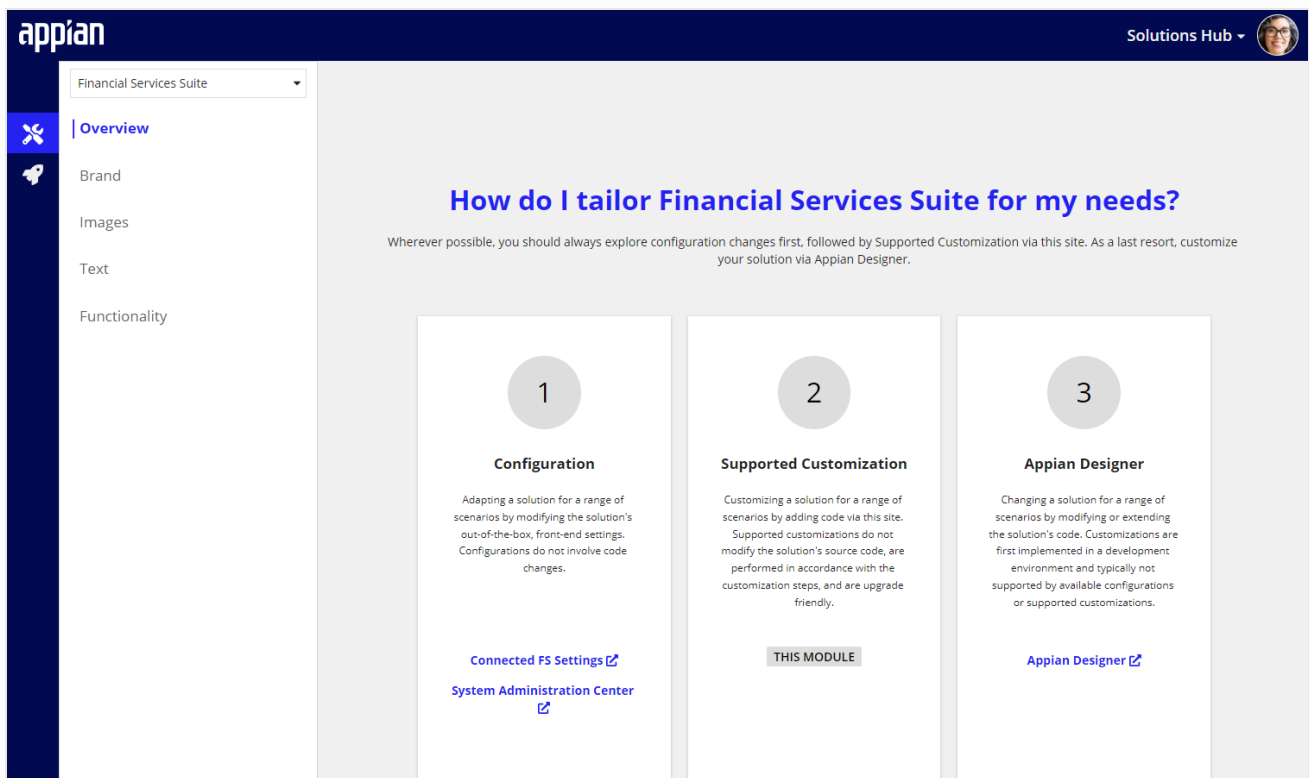 appian
Solutions Hub
Financial Services Suite
Overview
Brand
Images
Text
Functionality
How do I tailor Financial Services Suite for my needs?
Wherever possible, you should always explore configuration changes first, followed by Supported Customization via this site. As a last resort, customize
your solution via Appian Designer.
1
Configuration
Adapting a solution for a range of
scenarios by modifying the solution's
out-of-the-box, front-end settings.
Configurations do not involve code
changes.
Connected FS Settings
System Administration Center
2
Supported Customization
Customizing a solution for a range of
scenarios by adding code via this site.
Supported customizations do not
modify the solution's source code, are
performed in accordance with the
customization steps, and are upgrade
friendly.
THIS MODULE
3
Appian Designer
Changing a solution for a range of
scenarios by modifying or extending
the solution's code. Customizations are
first implemented in a development
environment and typically not
supported by available configurations
or supported customizations.
Appian Designer